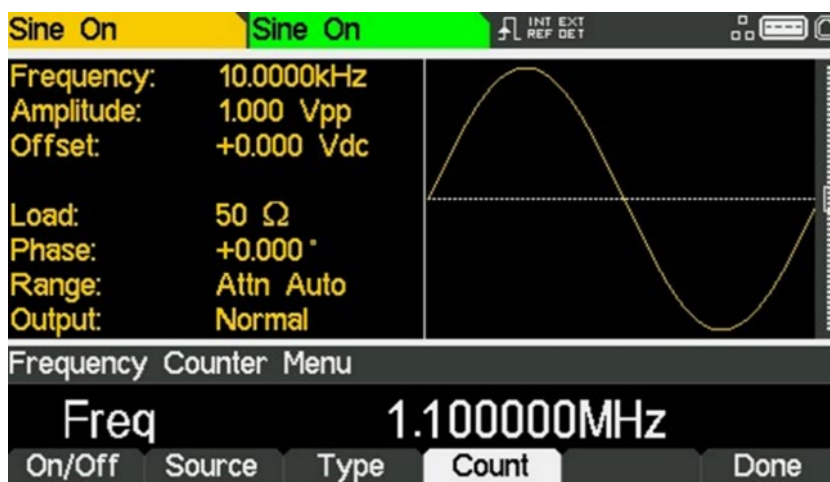 Sine On Sine On INT REF EXT DET
Frequency: 10.0000kHz
Amplitude: 1.000 Vpp
Offset: +0.000 Vdc
Load: 50 Ω
Phase: +0.000°
Range: Attn Auto
Output: Normal
Frequency Counter Menu
Freq 1.100000MHz
On/Off Source Type Count Done